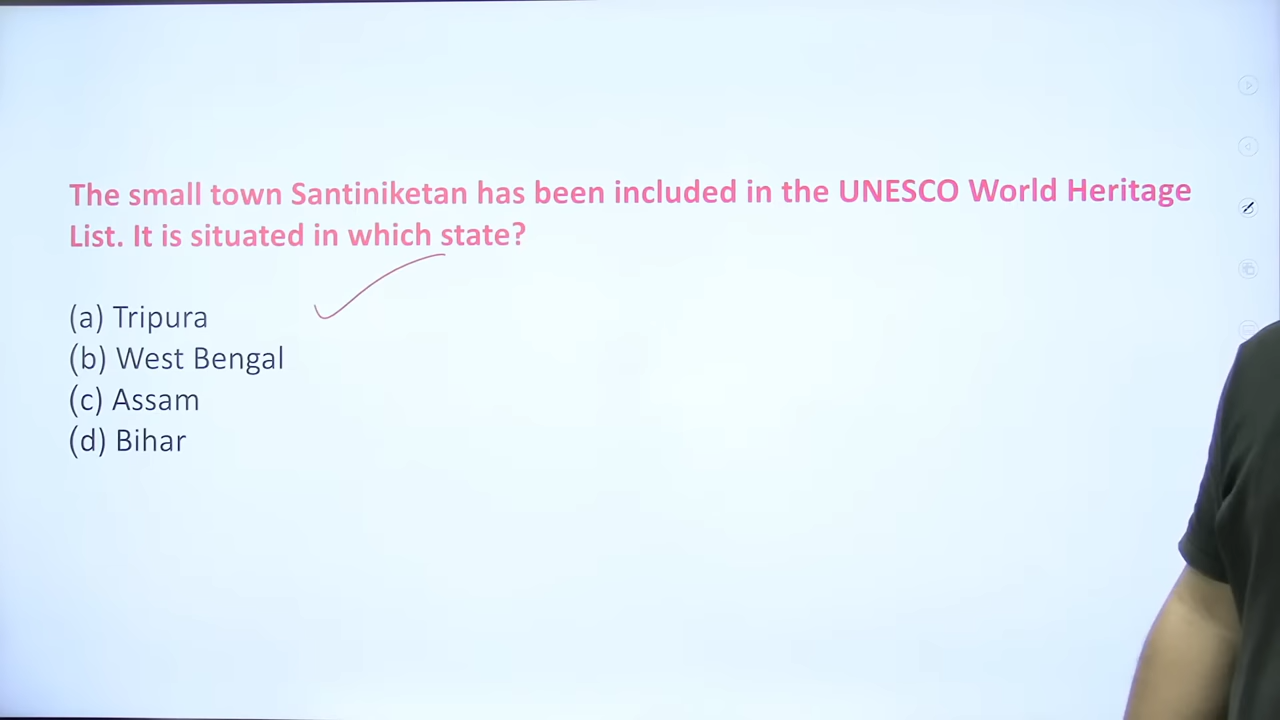 The small town Santiniketan has been included in the UNESCO World Heritage
List. It is situated in which state?
(a) Tripura
(b) West Bengal
(c) Assam
(d) Bihar